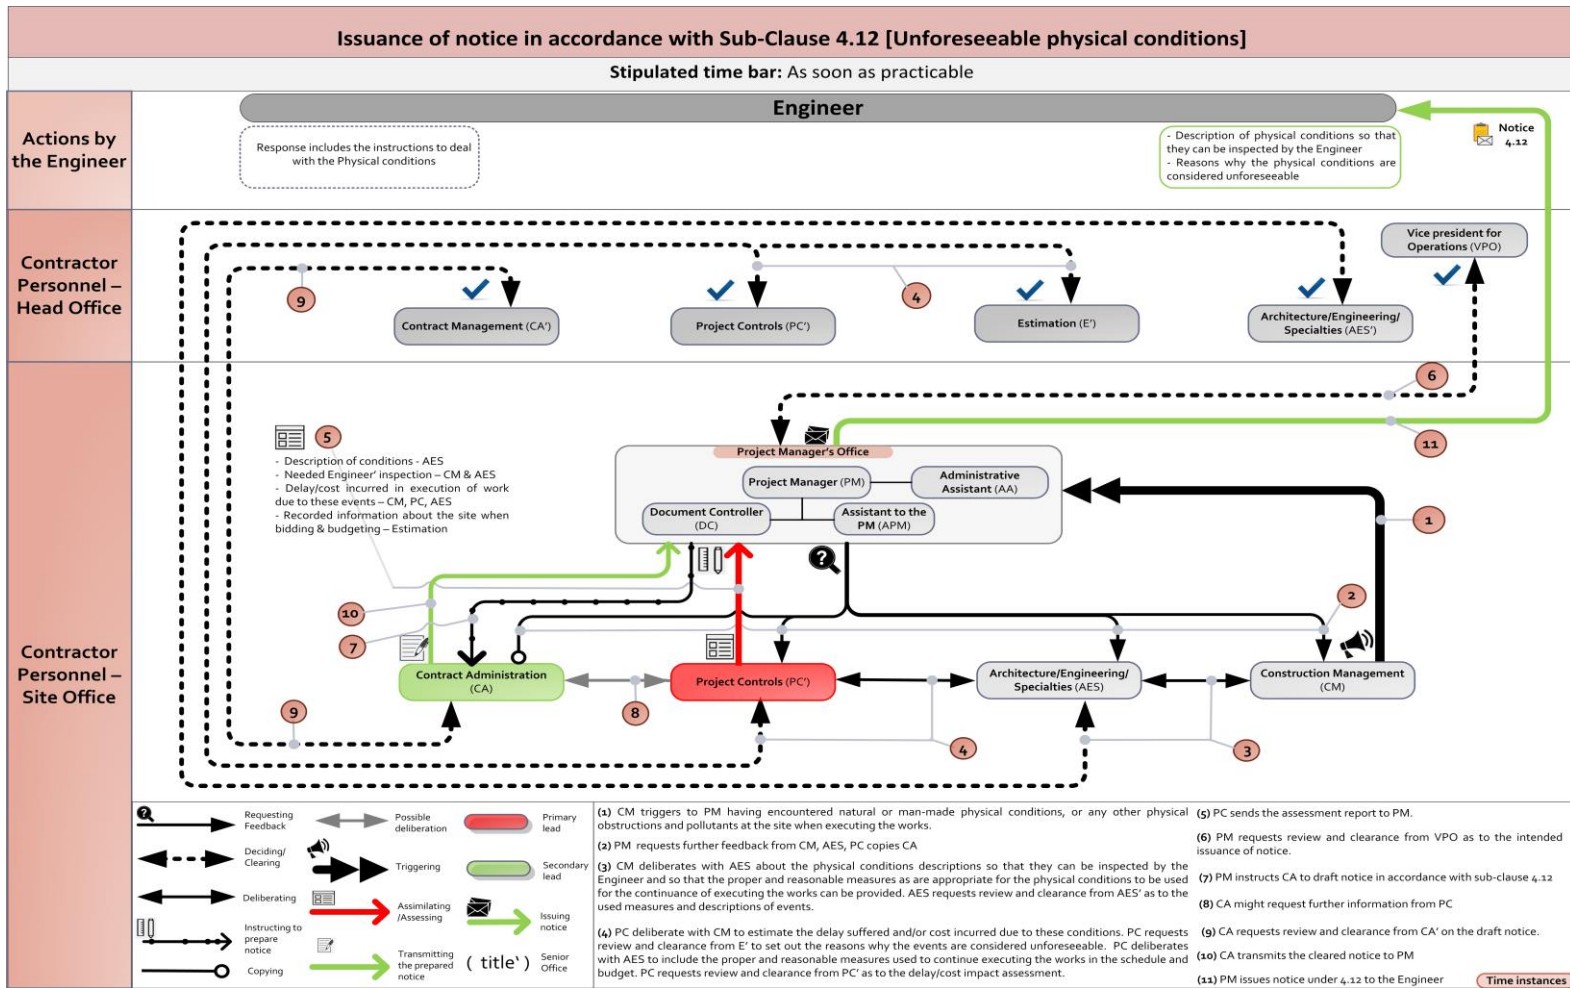 Issuance of notice in accordance with Sub-Clause 4.12 [Unforeseeable physical conditions]
Stipulated time bar: As soon as practicable
Actions by
the Engineer
Engineer
Response includes the instructions to deal
with the Physical conditions
- Description of physical conditions so that
they can be inspected by the Engineer
- Reasons why the physical conditions are
considered unforeseeable
Notice
4.12
Contractor
Personnel –
Head Office
9
Contract Management (CA')
Project Controls (PC')
4
Estimation (E')
Architecture/Engineering/
Specialties (AES')
Vice president for
Operations (VPO)
Contractor
Personnel –
Site Office
6
11
5
- Description of conditions - AES
- Needed Engineer' inspection – CM & AES
- Delay/cost incurred in execution of work
due to these events – CM, PC, AES
- Recorded information about the site when
bidding & budgeting – Estimation
Project Manager's Office
Project Manager (PM)
Administrative
Assistant (AA)
Document Controller
(DC)
Assistant to the
PM (APM)
1
10
7
2
Contract Administration
(CA)
Project Controls (PC')
Architecture/Engineering/
Specialties (AES)
Construction Management
(CM)
9
8
4
3
Requesting
Feedback
Deciding/
Clearing
Deliberating
Instructing to
prepare
notice
Copying
Possible
deliberation
Triggering
Assimilating
/Assessing
Transmitting
the prepared
notice
Primary
lead
Secondary
lead
Issuing
notice
( title' )
Senior
Office
(1) CM triggers to PM having encountered natural or man-made physical conditions, or any other physical
obstructions and pollutants at the site when executing the works.
(2) PM requests further feedback from CM, AES, PC copies CA
(3) CM deliberates with AES about the physical conditions descriptions so that they can be inspected by the
Engineer and so that the proper and reasonable measures as are appropriate for the physical conditions to be used
for the continuance of executing the works can be provided. AES requests review and clearance from AES' as to the
used measures and descriptions of events.
(4) PC deliberate with CM to estimate the delay suffered and/or cost incurred due to these conditions. PC requests
review and clearance from E' to set out the reasons why the events are considered unforeseeable. PC deliberates
with AES to include the proper and reasonable measures used to continue executing the works in the schedule and
budget. PC requests review and clearance from PC' as to the delay/cost impact assessment.
(5) PC sends the assessment report to PM.
(6) PM requests review and clearance from VPO as to the intended
issuance of notice.
(7) PM instructs CA to draft notice in accordance with sub-clause 4.12
(8) CA might request further information from PC
(9) CA requests review and clearance from CA' on the draft notice.
(10) CA transmits the cleared notice to PM
(11) PM issues notice under 4.12 to the Engineer
Time instances